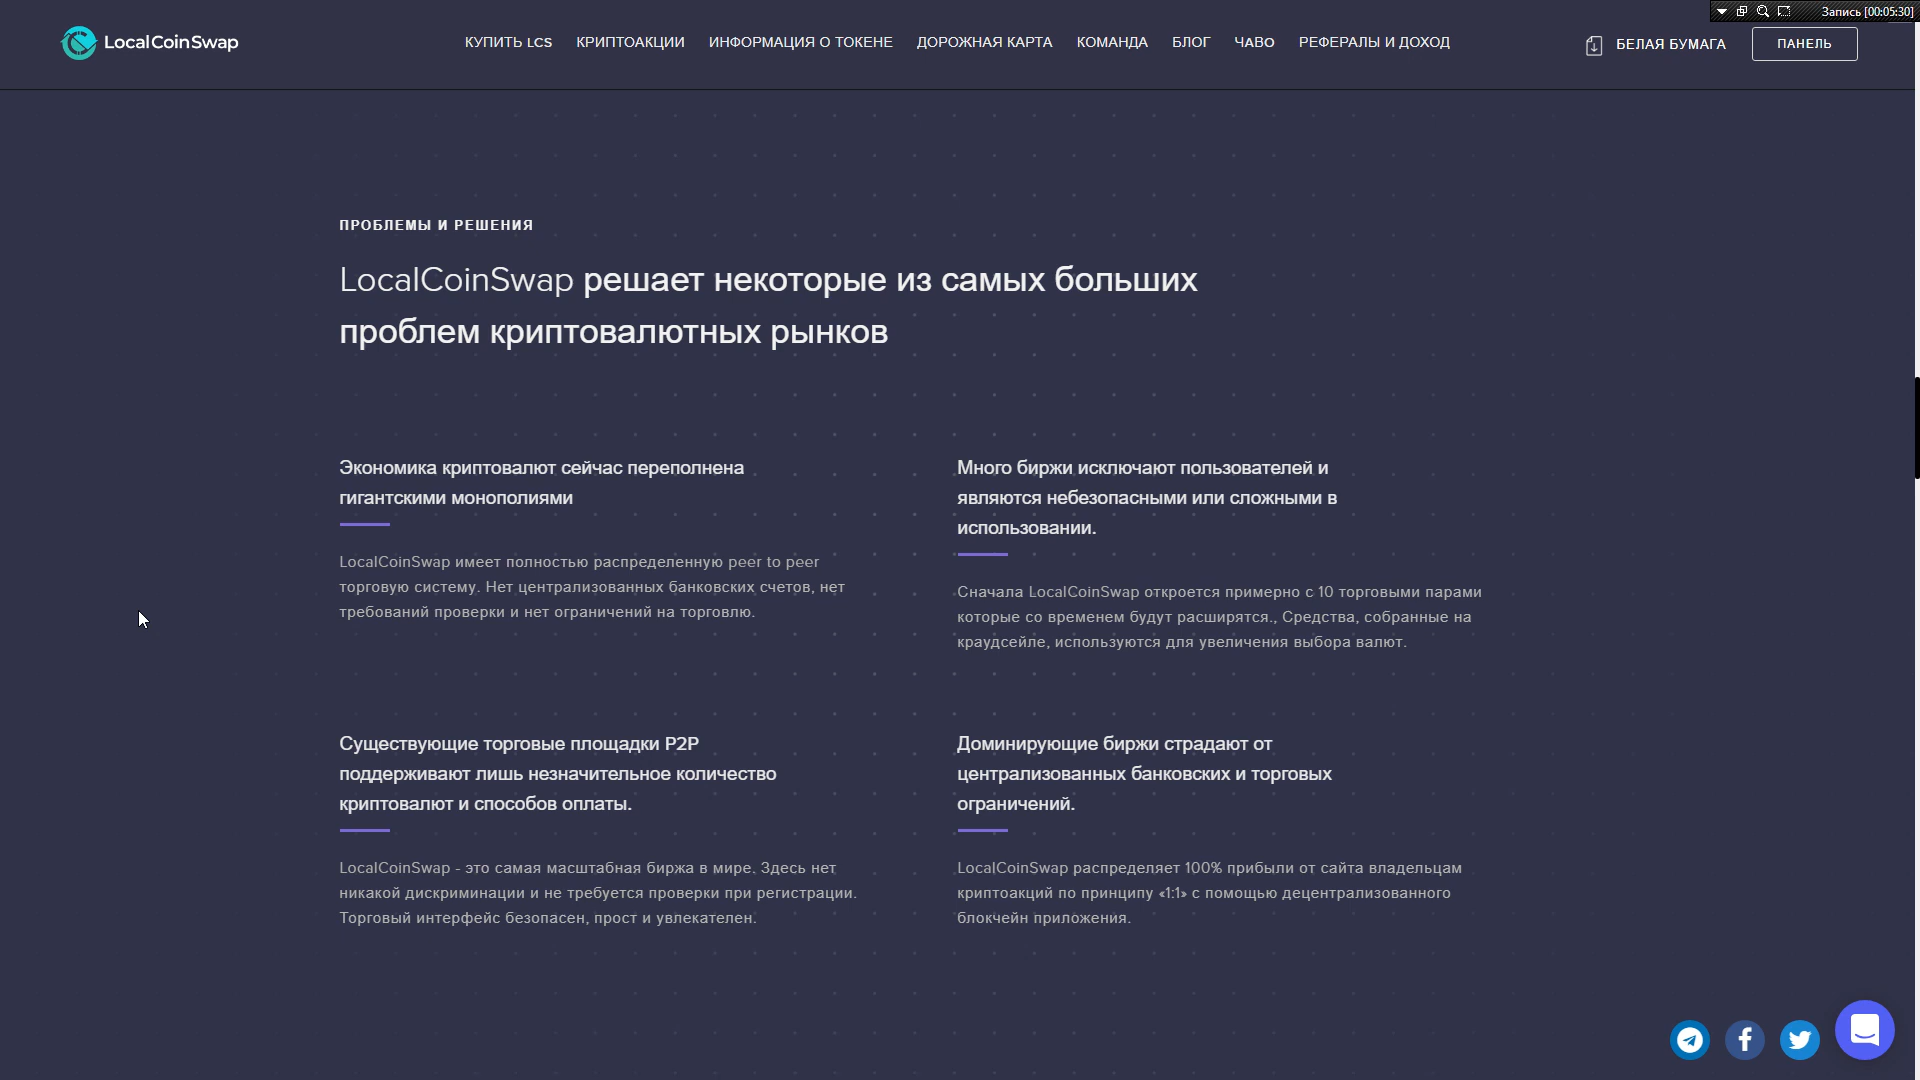 Запись [00:05:30]
LocalCoinSwap
КУПИТЬ LCS КРИПТОАКЦИИ ИНФОРМАЦИЯ О ТОКЕНЕ ДОРОЖНАЯ КАРТА КОМАНДА БЛОГ ЧАВО РЕФЕРАЛЫ И ДОХОД БЕЛАЯ БУМАГА ПАНЕЛЬ
ПРОБЛЕМЫ И РЕШЕНИЯ
LocalCoinSwap решает некоторые из самых больших
проблем криптовалютных рынков
Экономика криптовалют сейчас переполнена
гигантскими монополиями
LocalCoinSwap имеет полностью распределенную peer to peer
торговую систему. Нет централизованных банковских счетов, нет
требований проверки и нет ограничений на торговлю.
Много биржи исключают пользователей и
являются небезопасными или сложными в
использовании.
Сначала LocalCoinSwap откроется примерно с 10 торговыми парами
которые со временем будут расширятся., Средства, собранные на
краудсейле, используются для увеличения выбора валют.
Существующие торговые площадки P2P
поддерживают лишь незначительное количество
криптовалют и способов оплаты.
LocalCoinSwap - это самая масштабная биржа в мире. Здесь нет
никакой дискриминации и не требуется проверки при регистрации.
Торговый интерфейс безопасен, прост и увлекателен.
Доминирующие биржи страдают от
централизованных банковских и торговых
ограничений.
LocalCoinSwap распределяет 100% прибыли от сайта владельцам
криптоакций по принципу «1:1» с помощью децентрализованного
блокчейн приложения.